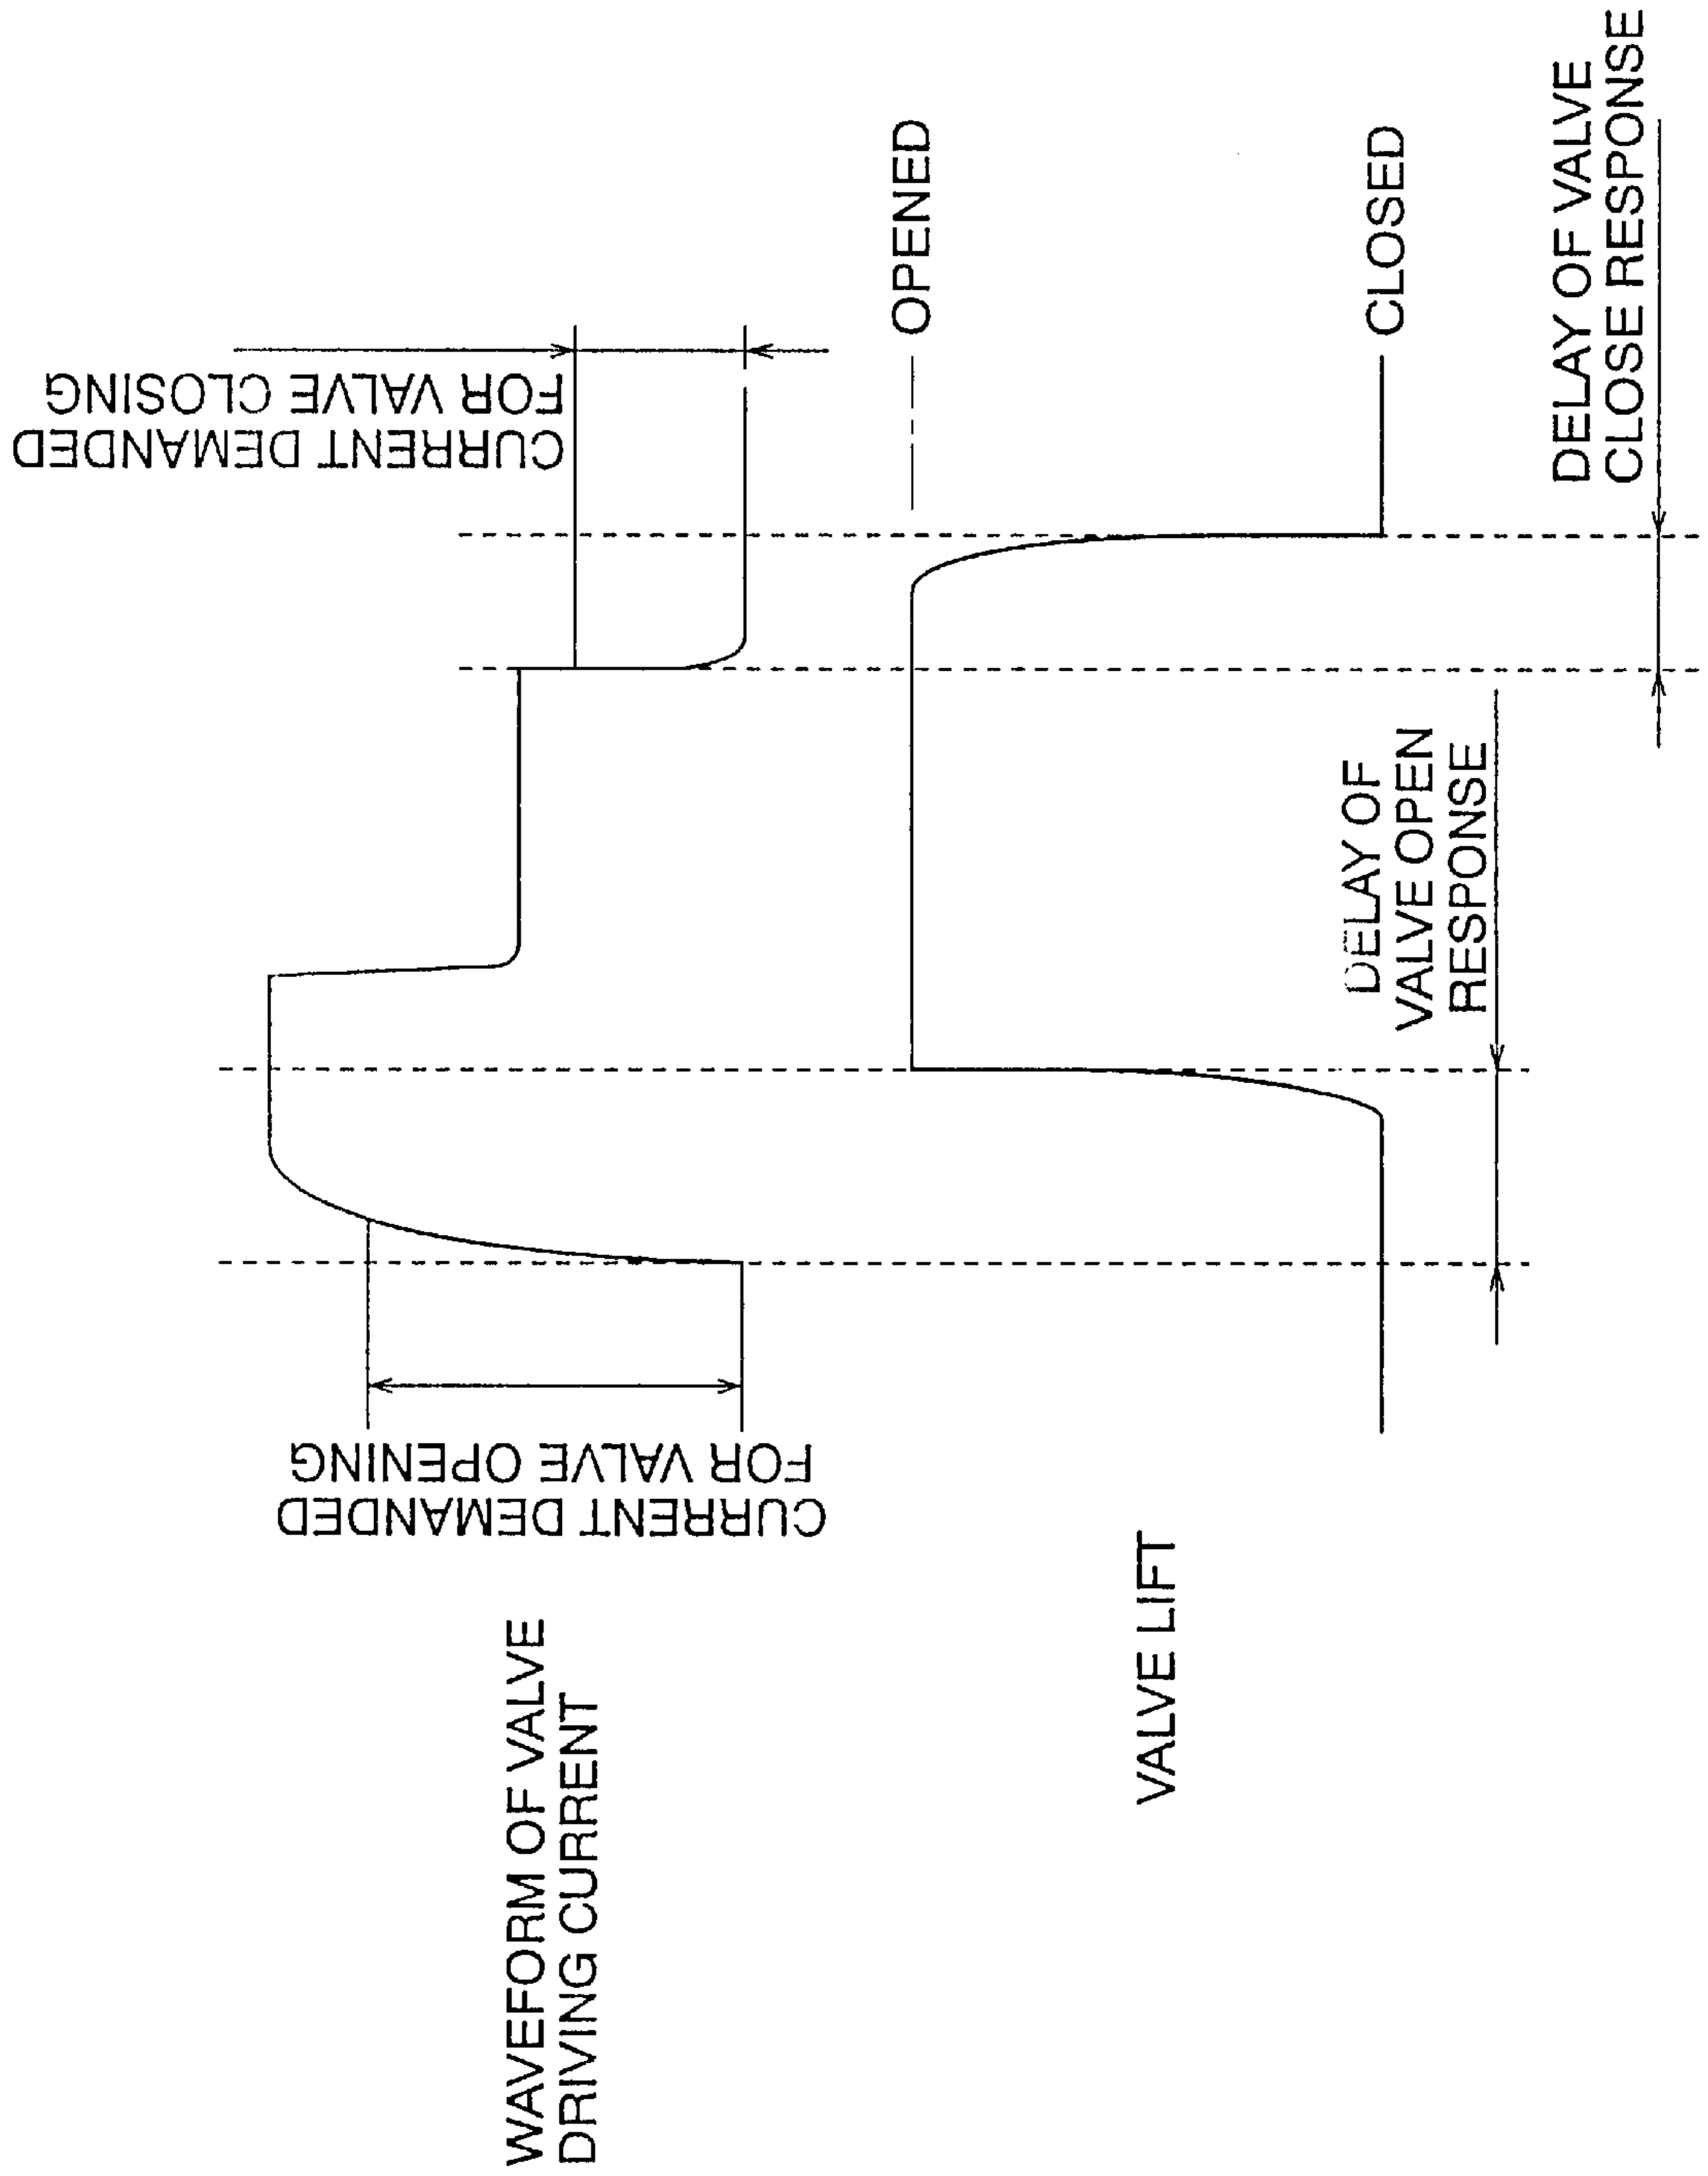 WAVEFORM OF VALVE
DRIVING CURRENT
CURRENT DEMANDED
FOR VALVE OPENING
CURRENT DEMANDED
FOR VALVE CLOSING
VALVE LIFT
OPENED
CLOSED
DELAY OF
VALVE OPEN
RESPONSE
DELAY OF VALVE
CLOSE RESPONSE